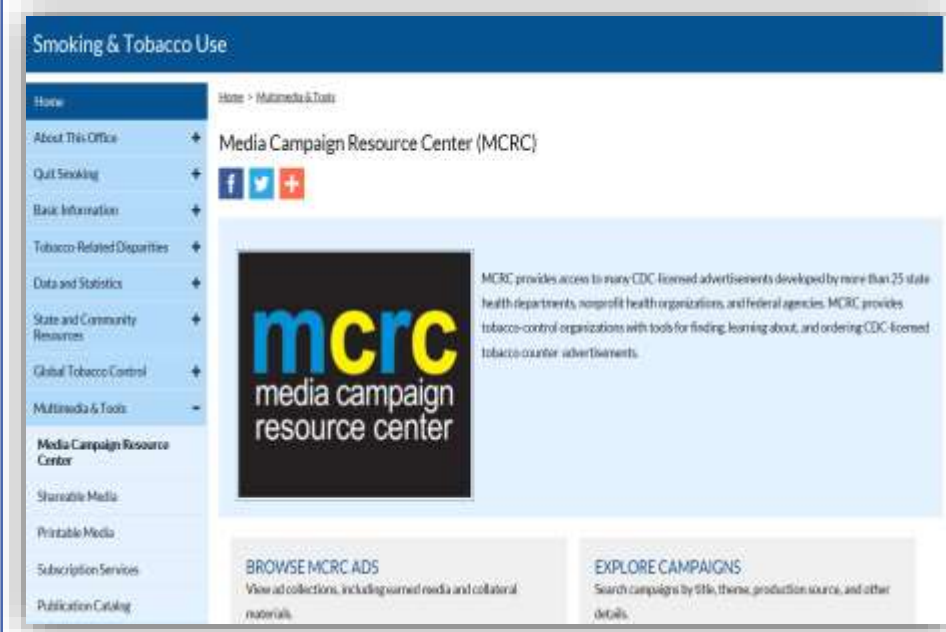 Smoking & Tobacco Use
Home
About This Office
Quit Smoking
Basic Information
Tobacco-Related Disparities
Data and Statistics
State and Community
Resources
Global Tobacco Control
Multimedia & Tools
Media Campaign Resource
Center
Shareable Media
Printable Media
Subscription Services
Publication Catalog
Home > Multimedia & Tools
Media Campaign Resource Center (MCRC)
mcrc
media campaign
resource center
MCRC provides access to many CDC-licensed advertisements developed by more than 25 state
health departments, nonprofit health organizations, and federal agencies. MCRC provides
tobacco-control organizations with tools for finding, learning about, and ordering CDC-licensed
tobacco counter-advertisements.
BROWSE MCRC ADS
View ad collections, including earned media and collateral
materials.
EXPLORE CAMPAIGNS
Search campaigns by title, theme, production source, and other
details.